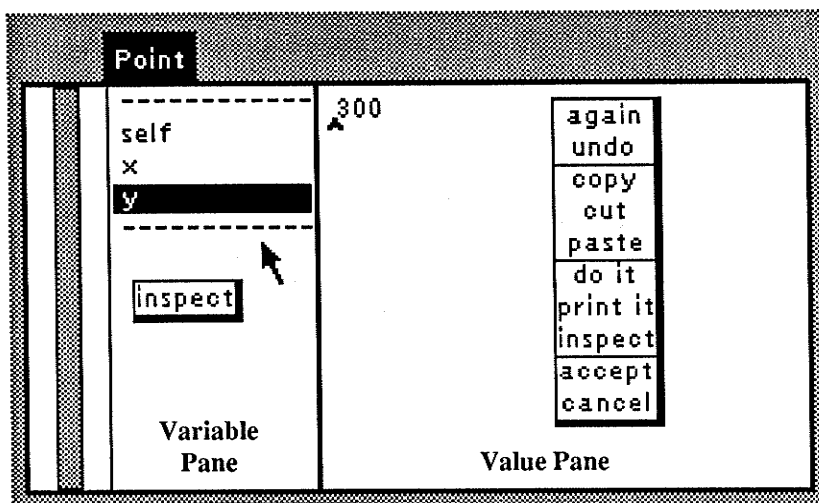 Point
self
x
y
inspect
Variable
Pane
300
again
undo
copy
cut
paste
do it
print it
inspect
accept
cancel
Value Pane